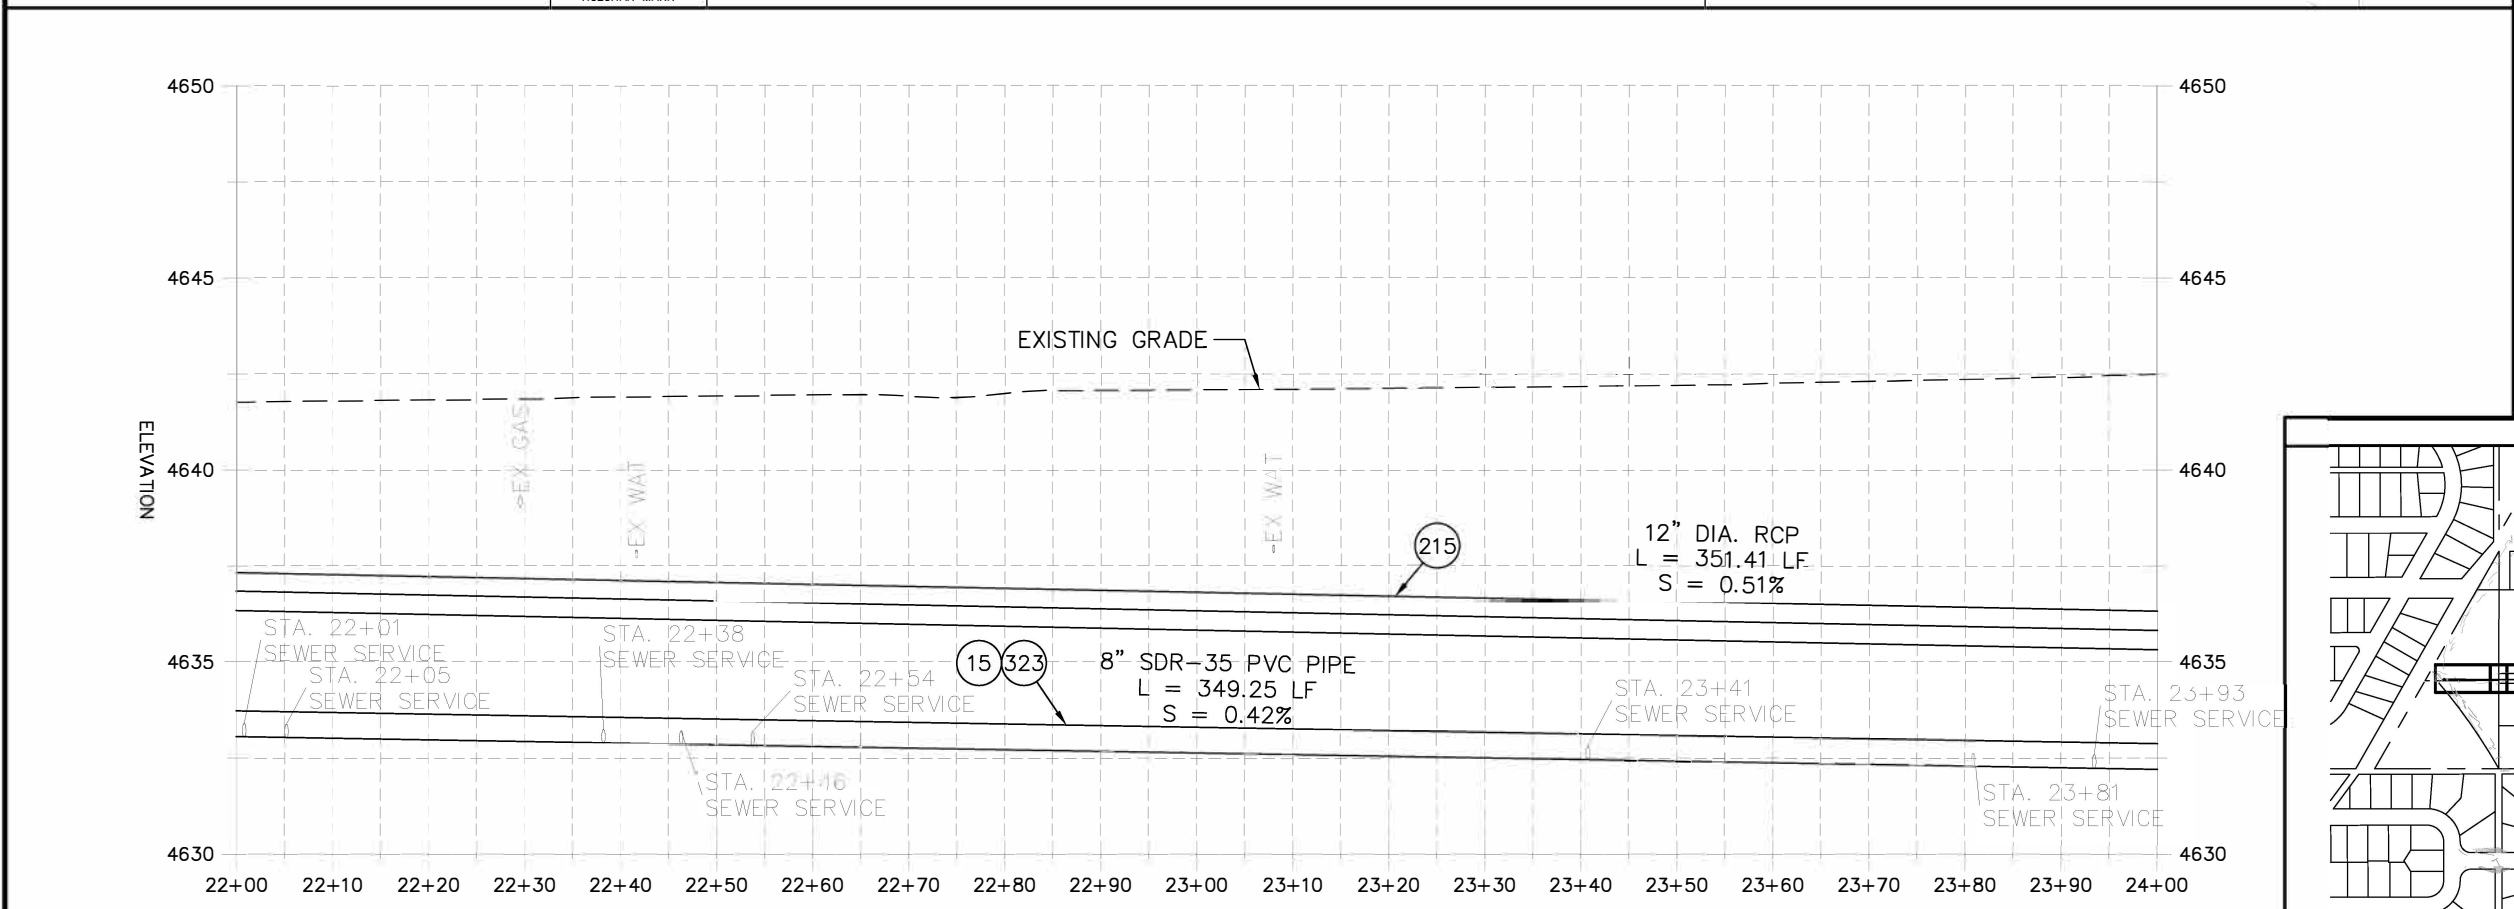 4650
4650
4645
4645
EXISTING GRADE
EX GAS
ELEVATION
4640
4640
EX WAT
EX WAT
215
12" DIA. RCP
L = 351.41 LF
S = 0.51%
STA. 22+01
SEWER SERVICE
STA. 22+05
SEWER SERVICE
STA. 22+38
SEWER SERVICE
STA. 22+54
SEWER SERVICE
4635
4635
15
323
8" SDR-35 PVC PIPE
L = 349.25 LF
S = 0.42%
STA. 23+41
SEWER SERVICE
STA. 23+93
SEWER SERVICE
STA. 22+46
SEWER SERVICE
STA. 23+81
SEWER SERVICE
4630
4630
22+00 22+10 22+20 22+30 22+40 22+50 22+60 22+70 22+80 22+90 23+00 23+10 23+20 23+30 23+40 23+50 23+60 23+70 23+80 23+90 24+00